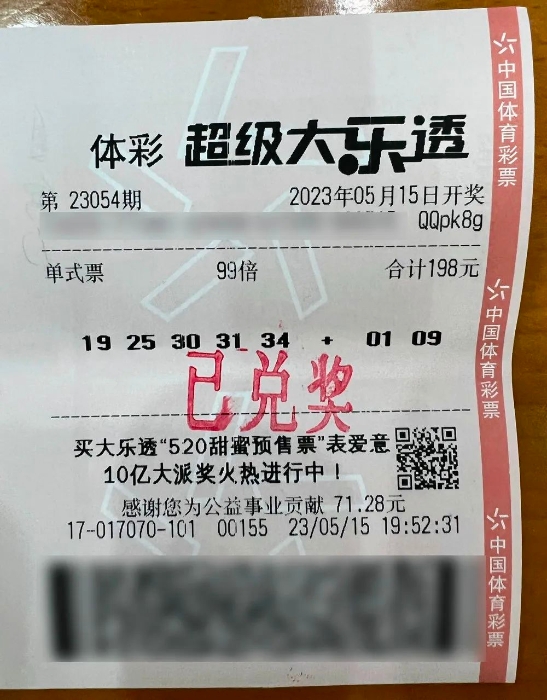 体彩 超级大乐透
第 23054期 2023年05月15日开奖
QQpk8g
单式票 99倍 合计198元
19 25 30 31 34 + 01 09
已兑奖
买大乐透“520甜蜜预售票”表爱意
10亿大派奖火热进行中！
感谢您为公益事业贡献 71.28元
17-017070-101 00155 23/05/15 19:52:31
中国体育彩票
中国体育彩票
中国体育彩票